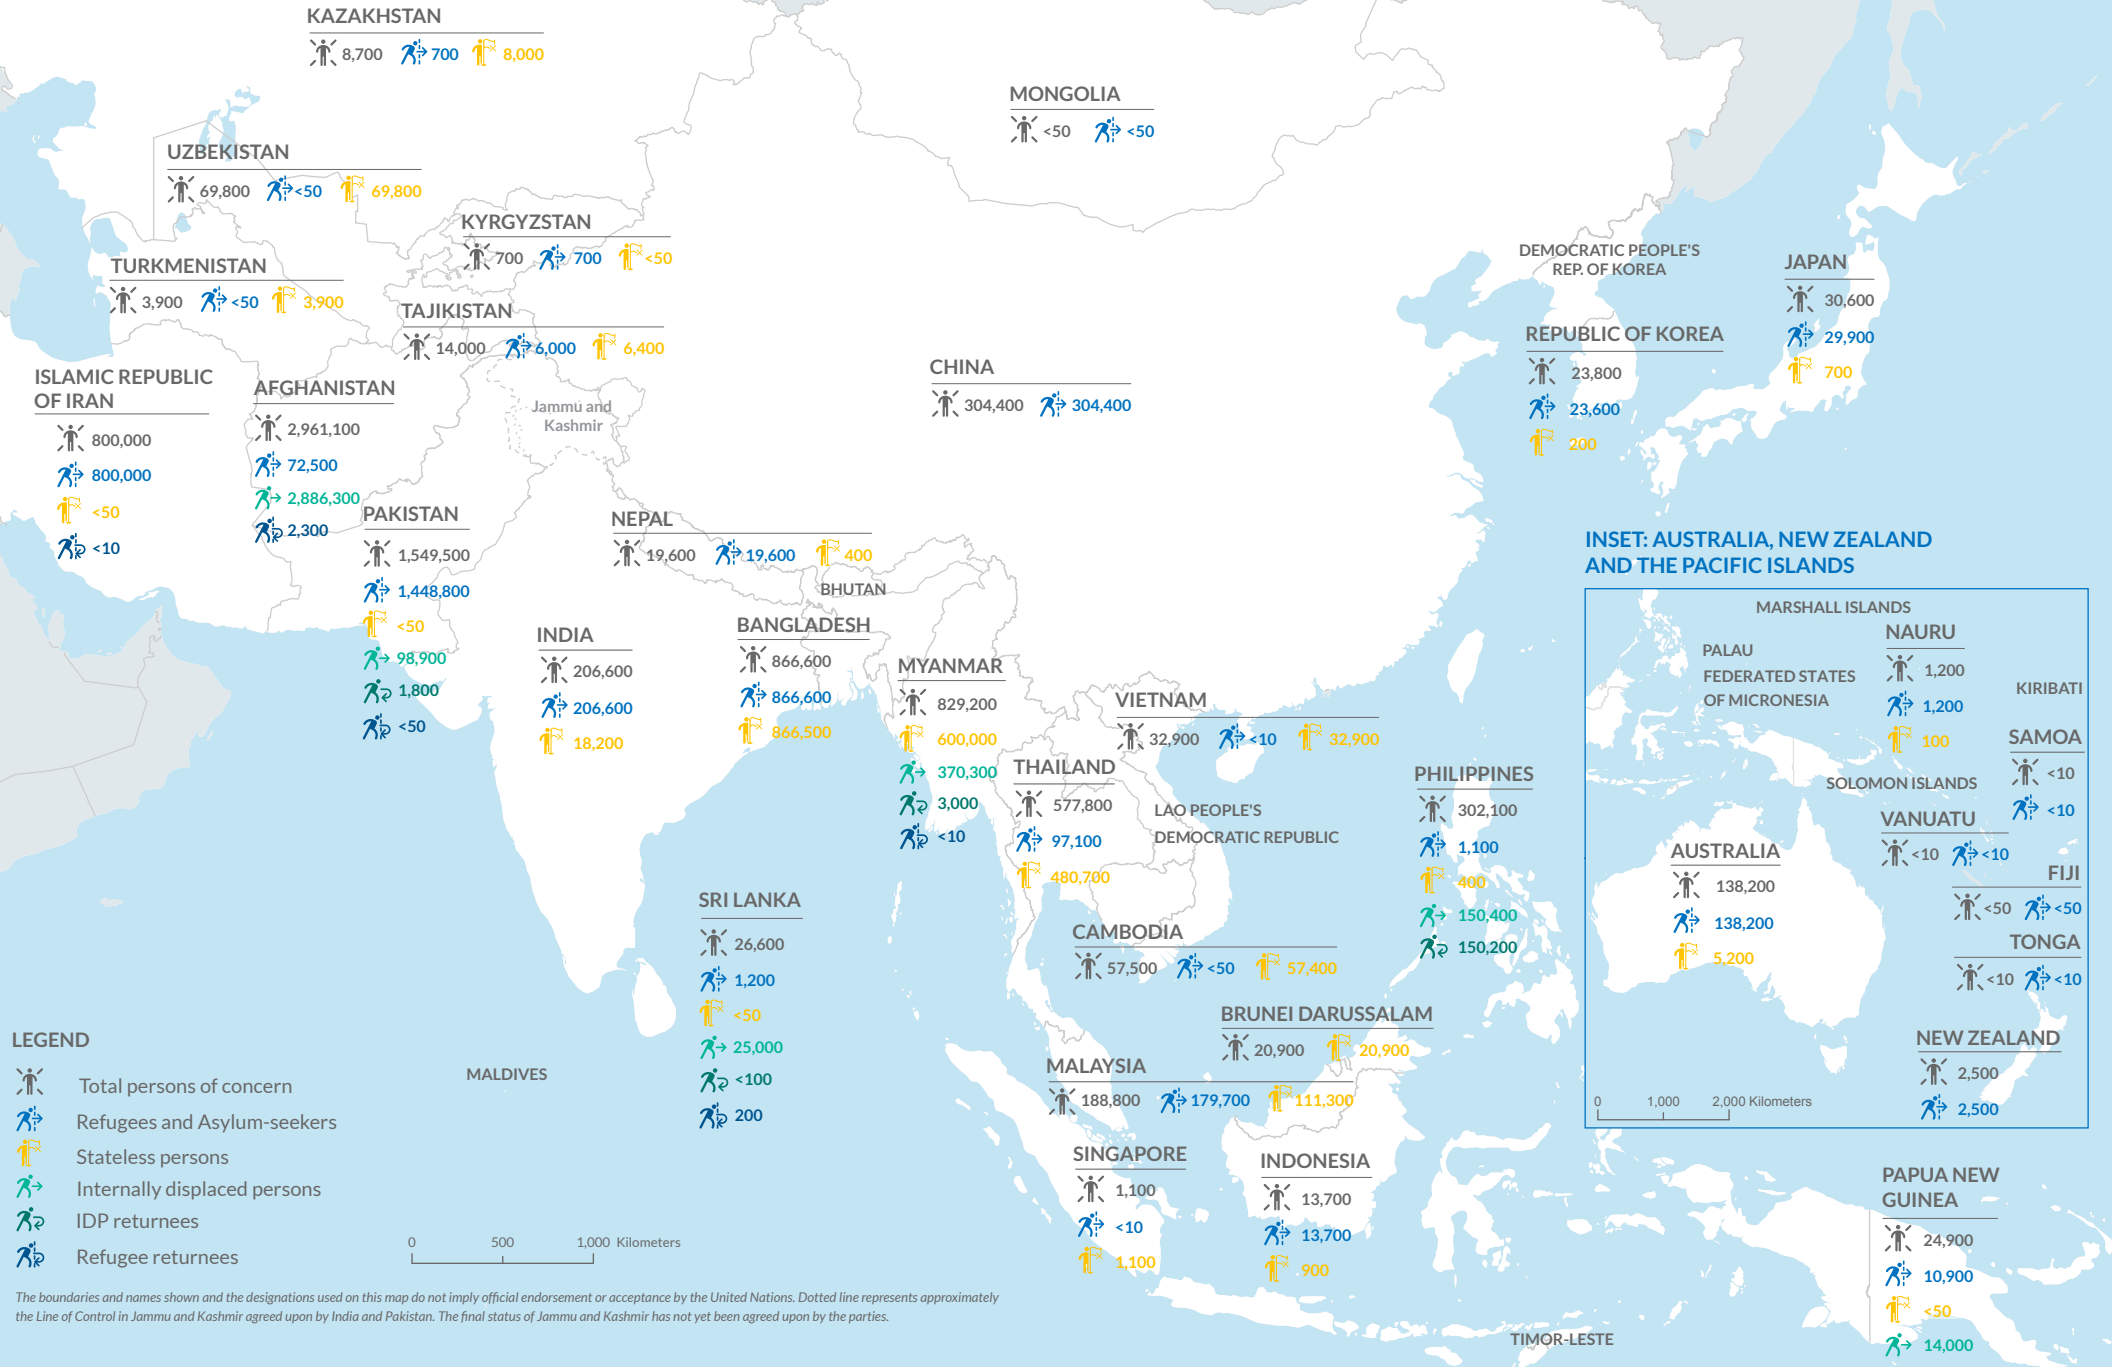 KAZAKHSTAN
8,700 700 8,000
MONGOLIA
<50 <50
UZBEKISTAN
69,800 <50 69,800
KYRGYZSTAN
700 700 <50
TURKMENISTAN
3,900 <50 3,900
TAJIKISTAN
14,000 6,000 6,400
DEMOCRATIC PEOPLE'S
REP. OF KOREA
JAPAN
30,600
29,900
700
REPUBLIC OF KOREA
23,800
23,600
200
CHINA
304,400 304,400
ISLAMIC REPUBLIC
OF IRAN
800,000
800,000
<50
<10
AFGHANISTAN
2,961,100
72,500
2,886,300
2,300
Jammu and
Kashmir
PAKISTAN
1,549,500
1,448,800
<50
98,900
1,800
<50
NEPAL
19,600 19,600 400
BHUTAN
INDIA
206,600
206,600
18,200
BANGLADESH
866,600
866,600
866,500
MYANMAR
829,200
600,000
370,300
3,000
<10
VIETNAM
32,900 <10 32,900
THAILAND
577,800
97,100
480,700
LAO PEOPLE'S
DEMOCRATIC REPUBLIC
PHILIPPINES
302,100
1,100
400
150,400
150,200
SRI LANKA
26,600
1,200
<50
25,000
<100
200
CAMBODIA
57,500 <50 57,400
BRUNEI DARUSSALAM
20,900 20,900
MALDIVES
MALAYSIA
188,800 179,700 111,300
SINGAPORE
1,100
<10
1,100
INDONESIA
13,700
13,700
900
INSET: AUSTRALIA, NEW ZEALAND
AND THE PACIFIC ISLANDS
MARSHALL ISLANDS
NAURU
1,200
1,200
100
PALAU
FEDERATED STATES
OF MICRONESIA
KIRIBATI
SAMOA
<10
<10
SOLOMON ISLANDS
VANUATU
<10 <10
AUSTRALIA
138,200
138,200
5,200
FIJI
<50 <50
TONGA
<10 <10
NEW ZEALAND
2,500
2,500
0 1,000 2,000 Kilometers
PAPUA NEW
GUINEA
24,900
10,900
<50
14,000
TIMOR-LESTE
LEGEND
Total persons of concern
Refugees and Asylum-seekers
Stateless persons
Internally displaced persons
IDP returnees
Refugee returnees
0 500 1,000 Kilometers
The boundaries and names shown and the designations used on this map do not imply official endorsement or acceptance by the United Nations. Dotted line represents approximately
the Line of Control in Jammu and Kashmir agreed upon by India and Pakistan. The final status of Jammu and Kashmir has not yet been agreed upon by the parties.